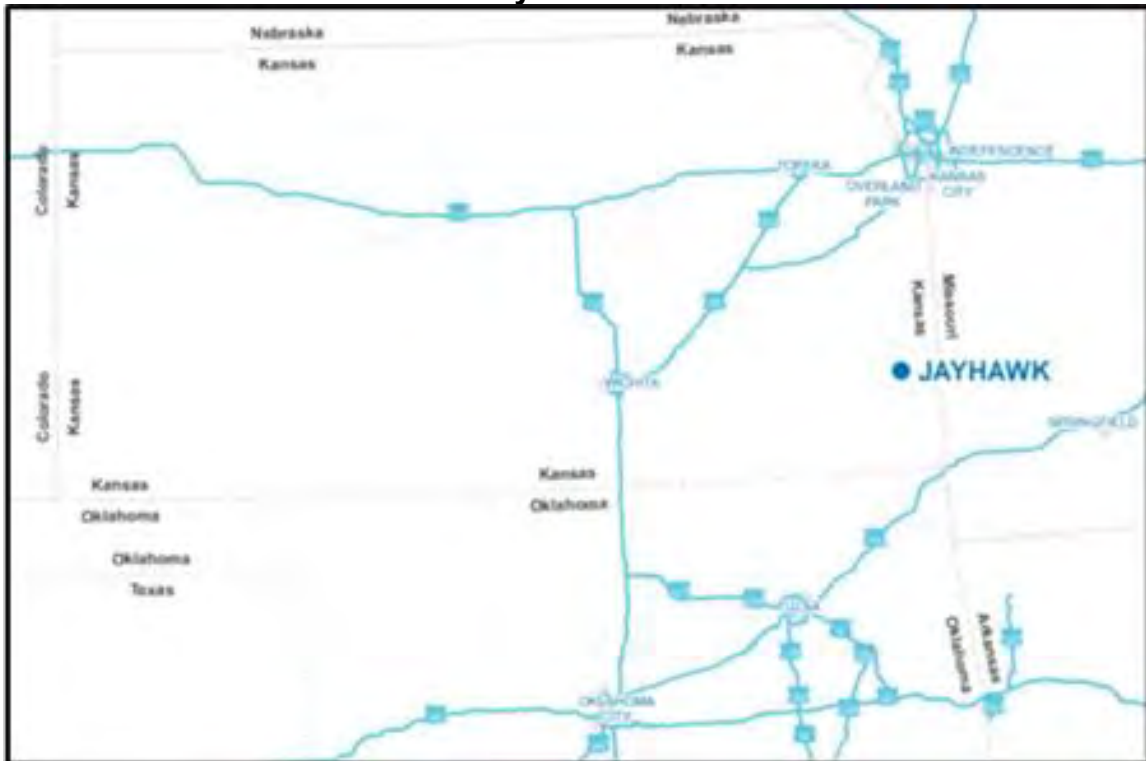 Nebraska
Kansas
Nebraska
Kansas
INDEPENDENCE
TOPEKA
KANSAS
CITY
OVERLAND
PARK
Colorado
Kansas
Missouri
Kansas
JAYHAWK
WICHITA
Colorado
Kansas
SPRINGFIELD
Kansas
Oklahoma
Kansas
Oklahoma
Oklahoma
Texas
TULSA
Arkansas
Oklahoma
OKLAHOMA
CITY